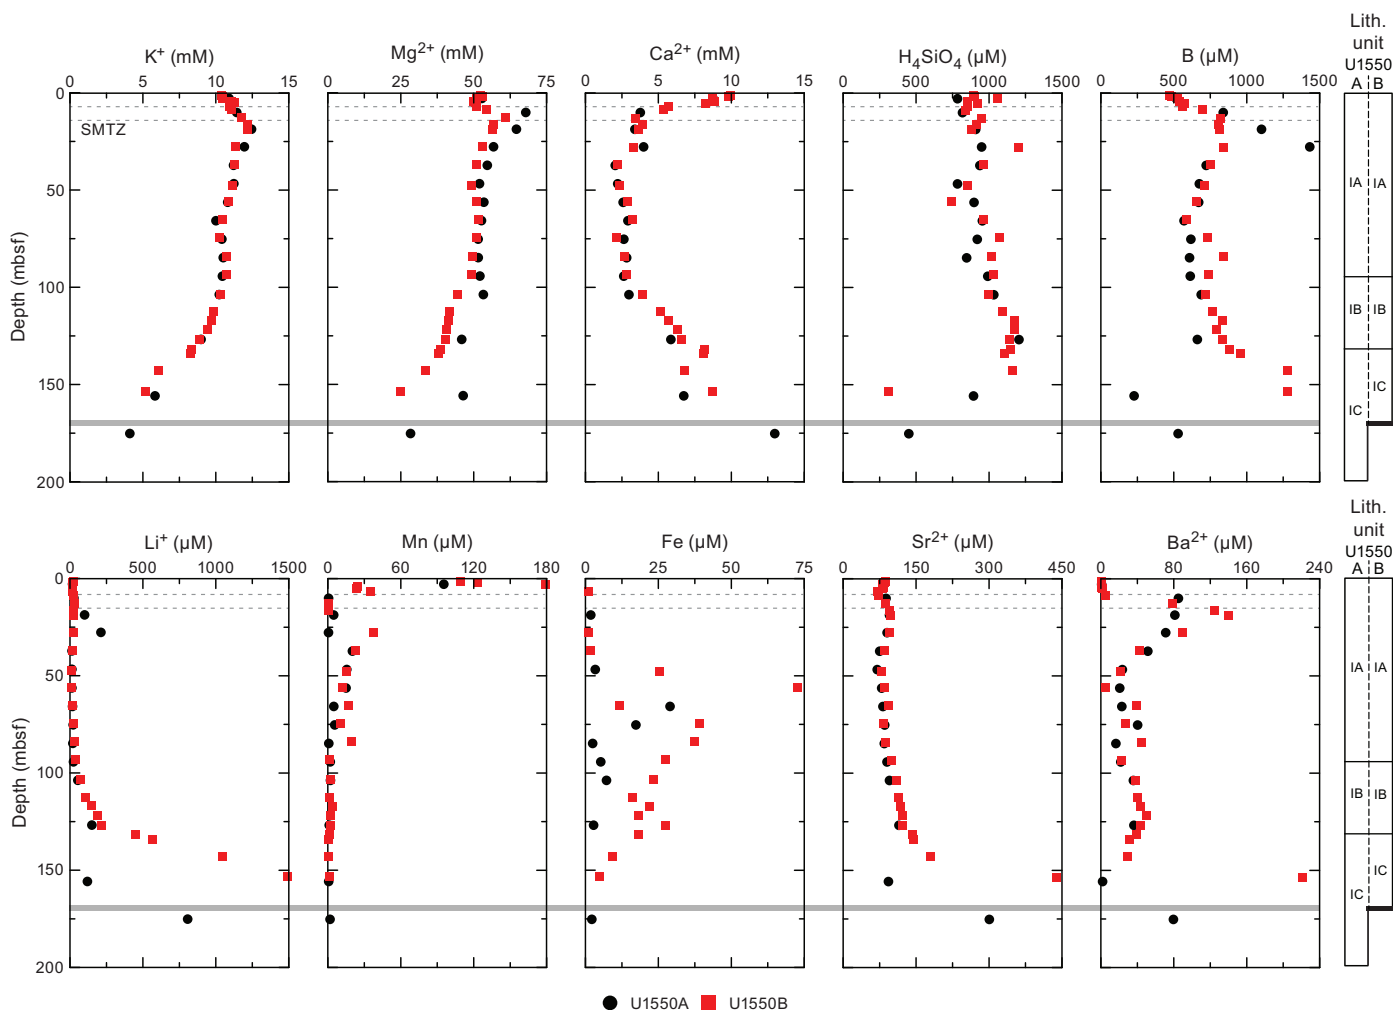 K⁺ (mM)
Mg²⁺ (mM)
Ca²⁺ (mM)
H₄SiO₄ (µM)
B (µM)
Lith.
unit
U1550
A B
0 5 10 15
0 25 50 75
0 5 10 15
0 500 1000 1500
0 500 1000 1500
0
50
100
150
200
Depth (mbsf)
SMTZ
IA IA
IB IB
IC
IC
Li⁺ (µM)
Mn (µM)
Fe (µM)
Sr²⁺ (µM)
Ba²⁺ (µM)
Lith.
unit
U1550
A B
0 500 1000 1500
0 60 120 180
0 25 50 75
0 150 300 450
0 80 160 240
0
50
100
150
200
Depth (mbsf)
IA IA
IB IB
IC
IC
U1550A U1550B